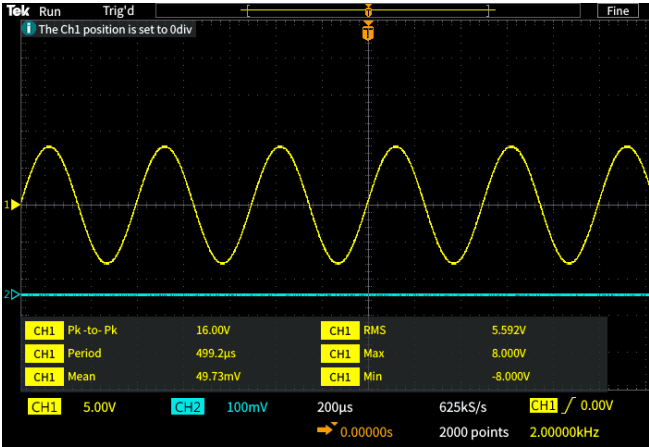 Tek Run Trig'd Fine
i The Ch1 position is set to 0div
T
T
1
2
CH1 Pk -to- Pk 16.00V CH1 RMS 5.592V
CH1 Period 499.2µs CH1 Max 8.000V
CH1 Mean 49.73mV CH1 Min -8.000V
CH1 5.00V CH2 100mV 200µs 625kS/s CH1 0.00V
0.00000s 2000 points 2.00000kHz